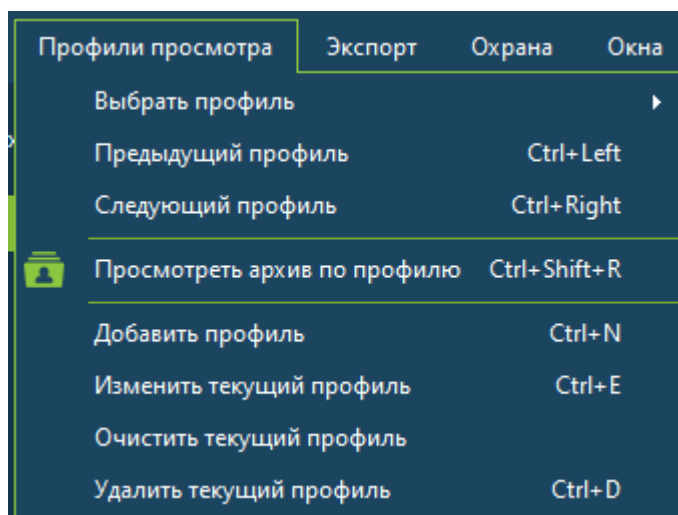 Профили просмотра Экспорт Охрана Окна
Выбрать профиль
Предыдущий профиль Ctrl+Left
Следующий профиль Ctrl+Right
Просмотреть архив по профилю Ctrl+Shift+R
Добавить профиль Ctrl+N
Изменить текущий профиль Ctrl+E
Очистить текущий профиль
Удалить текущий профиль Ctrl+D